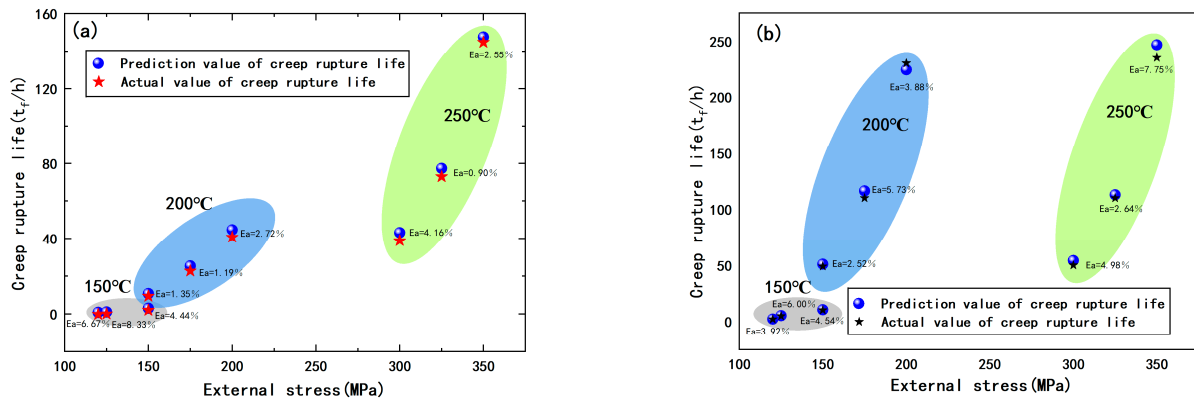 (a)
Prediction value of creep rupture life
Actual value of creep rupture life
Ea=2.55%
250℃
Ea=0.90%
Ea=4.16%
200℃
Ea=2.72%
Ea=1.19%
Ea=1.35%
150℃
Ea=4.44%
Ea=6.67%
Ea=8.33%
160
120
80
40
0
100
150
200
250
300
350
Creep rupture life(tf/h)
External stress(MPa)
(b)
Ea=3.88%
Ea=7.75%
200℃
250℃
Ea=5.73%
Ea=2.64%
Ea=2.52%
Ea=4.98%
150℃
Ea=6.00%
Ea=4.54%
Ea=3.92%
Prediction value of creep rupture life
Actual value of creep rupture life
250
200
150
100
50
0
100
150
200
250
300
350
Creep rupture life(tf/h)
External stress(MPa)